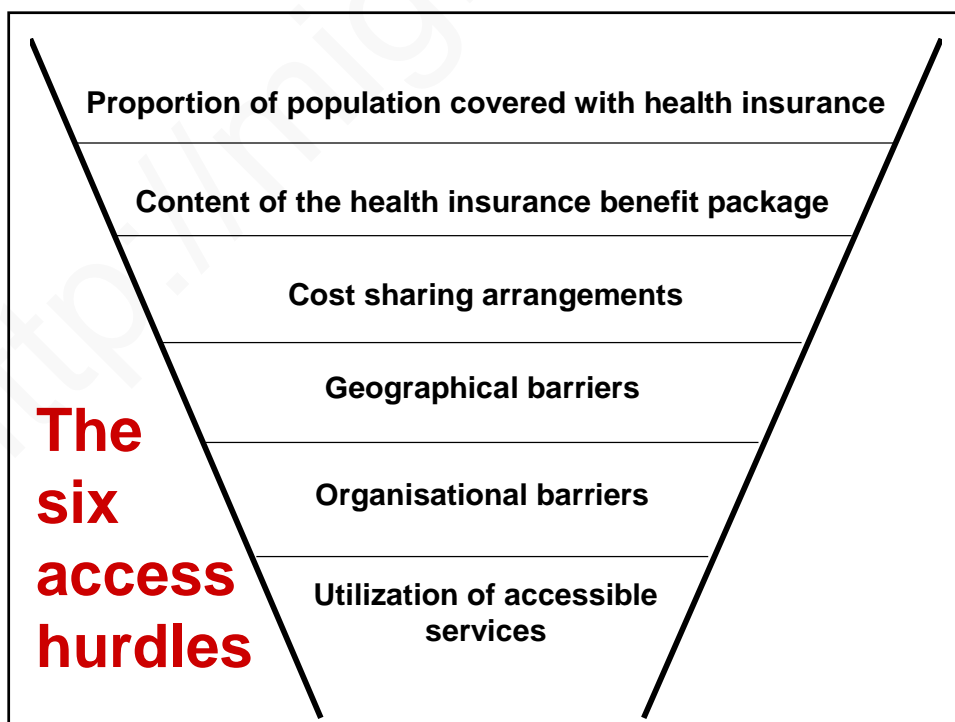 Proportion of population covered with health insurance
Content of the health insurance benefit package
Cost sharing arrangements
Geographical barriers
Organisational barriers
Utilization of accessible
services
The
six
access
hurdles